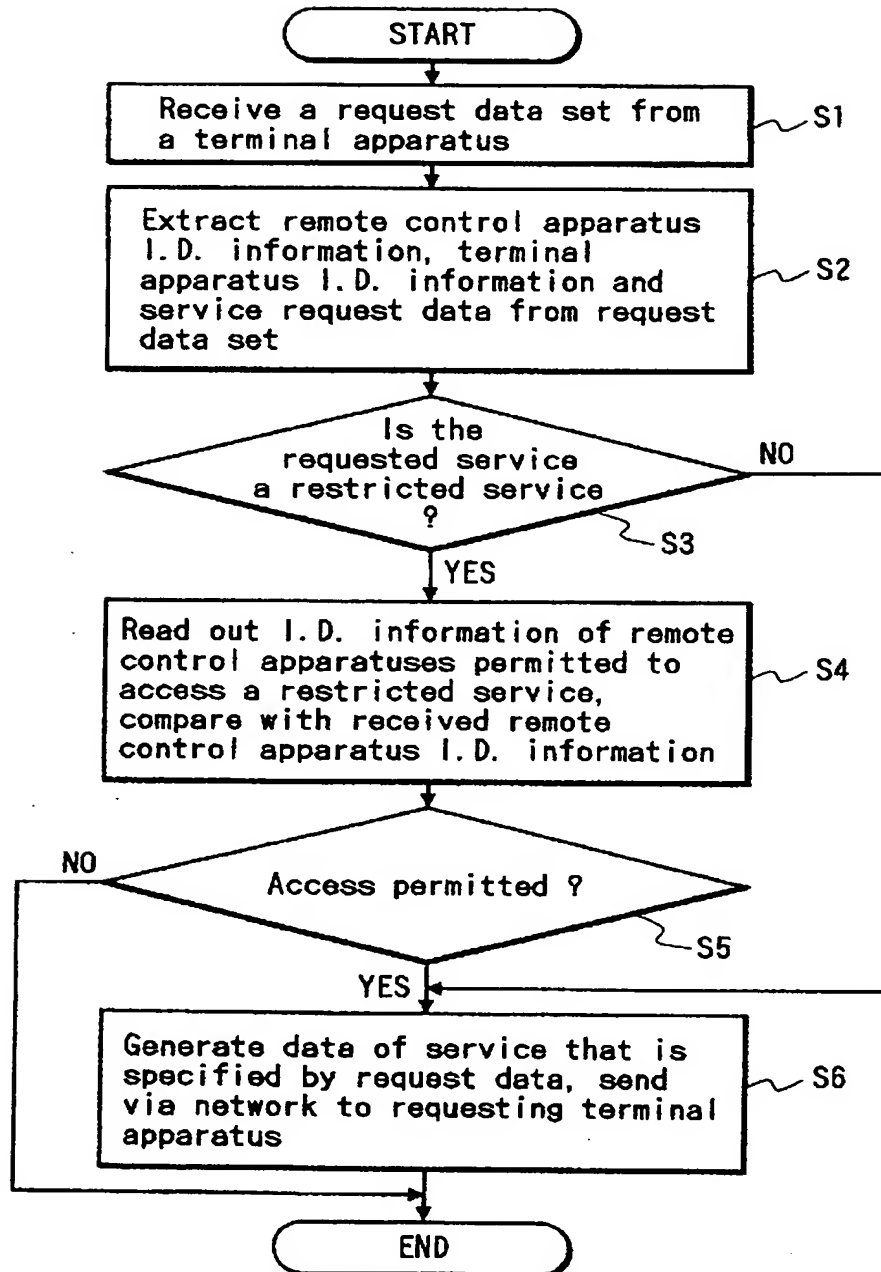 START
Receive a request data set from
a terminal apparatus
S1
Extract remote control apparatus
I.D. information, terminal
apparatus I.D. information and
service request data from request
data set
S2
Is the
requested service
a restricted service
?
NO
S3
YES
Read out I.D. information of remote
control apparatuses permitted to
access a restricted service,
compare with received remote
control apparatus I.D. information
S4
NO
Access permitted ?
S5
YES
Generate data of service that is
specified by request data, send
via network to requesting terminal
apparatus
S6
END